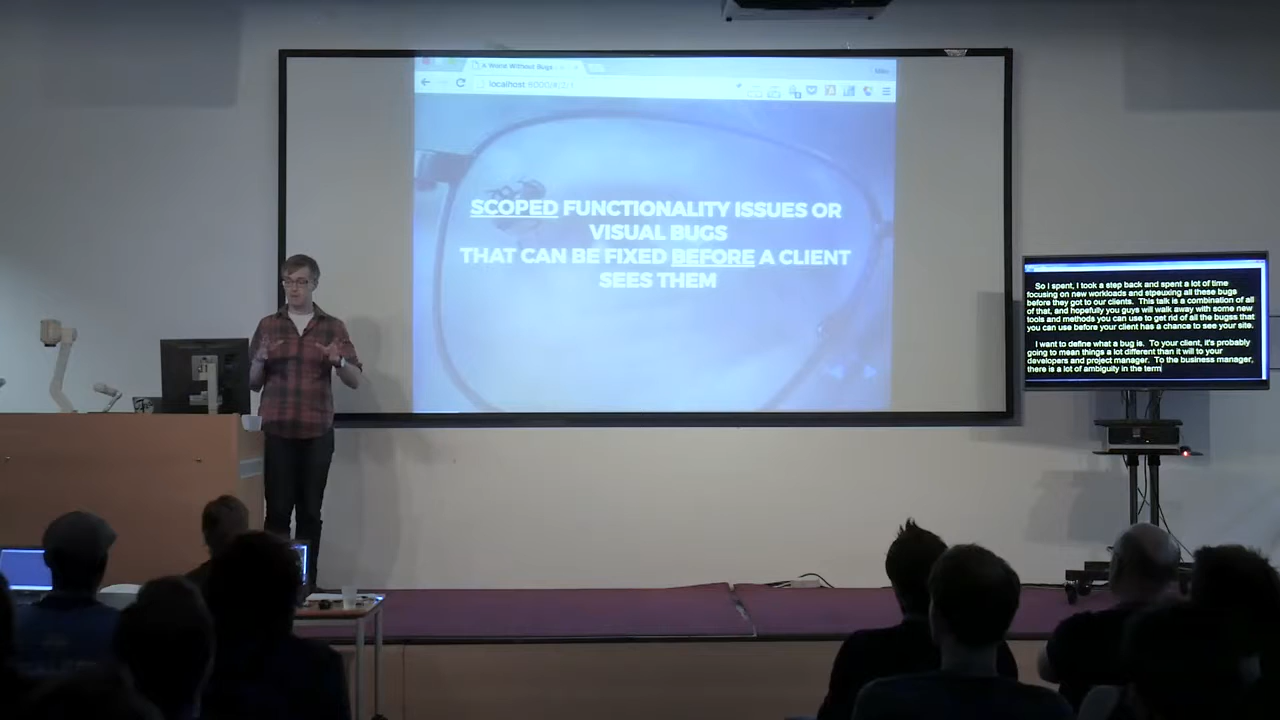 A World Without Bugs
localhost:8000/#/2/1
SCOPED FUNCTIONALITY ISSUES OR
VISUAL BUGS
THAT CAN BE FIXED BEFORE A CLIENT
SEES THEM
So I spent, I took a step back and spent a lot of time
focusing on new workloads and stpeuxing all these bugs
before they got to our clients. This talk is a combination of all
of that, and hopefully you guys will walk away with some new
tools and methods you can use to get rid of all the bugss that
you can use before your client has a chance to see your site.
I want to define what a bug is. To your client, it's probably
going to mean things a lot different than it will to your
developers and project manager. To the business manager,
there is a lot of ambiguity in the term